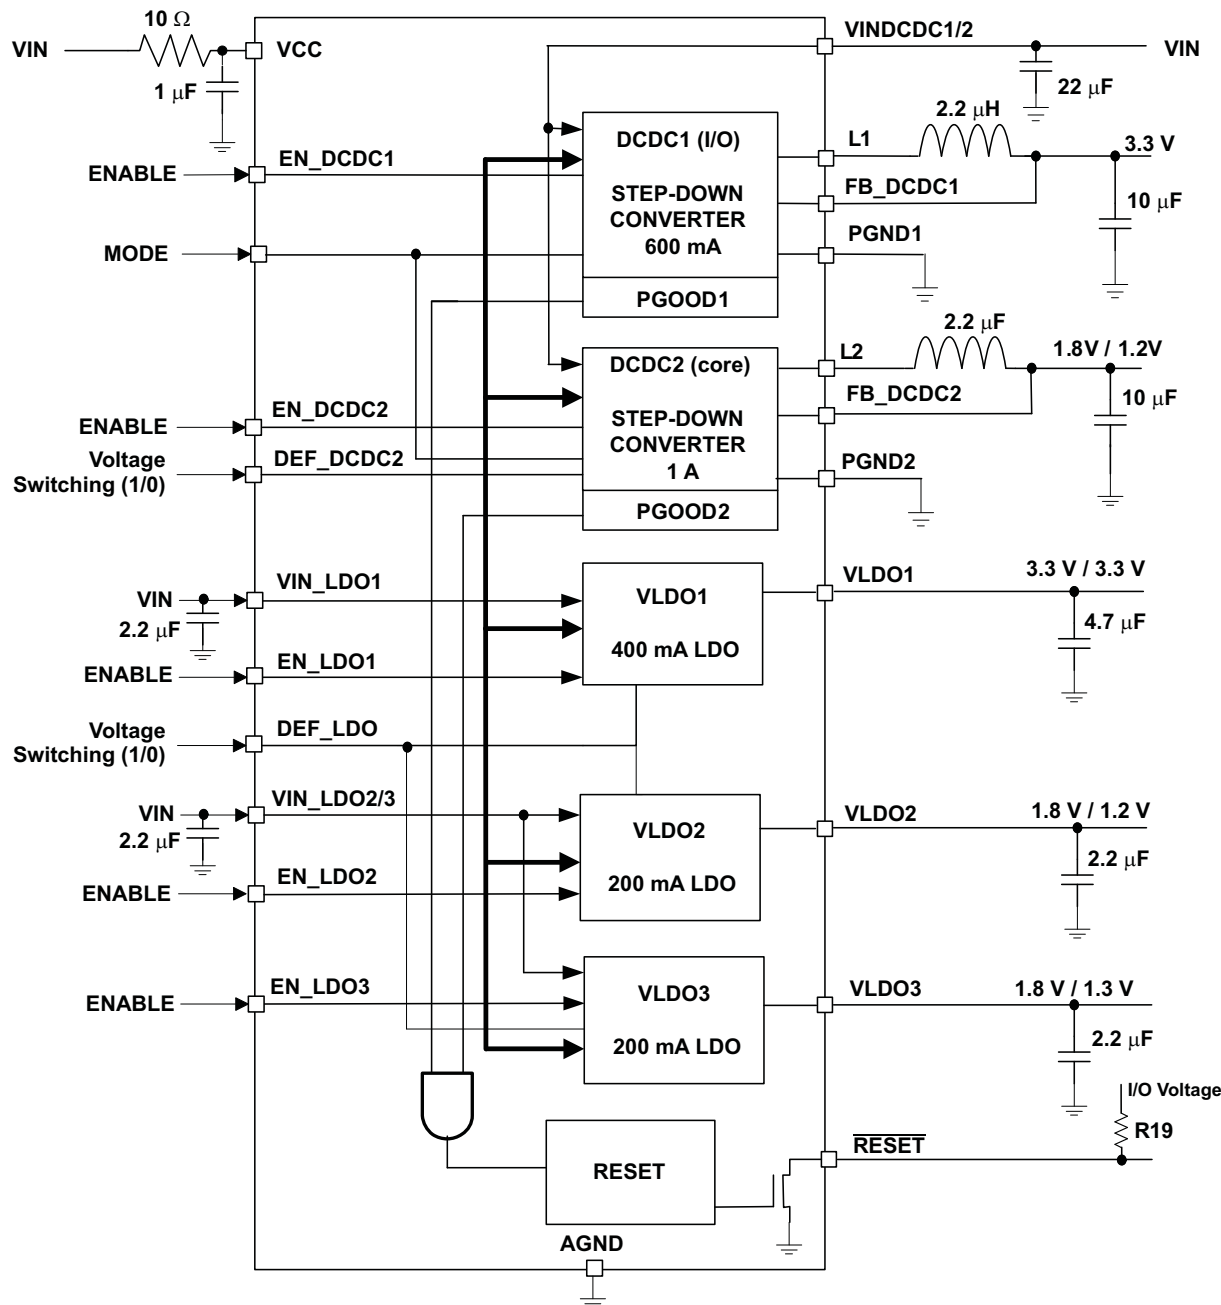 10 Ω
VIN
VCC
1 μF
VINDCDC1/2
VIN
22 μF
2.2 μH
DCDC1 (I/O)
STEP-DOWN
CONVERTER
600 mA
PGOOD1
L1
3.3 V
ENABLE
EN_DCDC1
FB_DCDC1
10 μF
MODE
PGND1
2.2 μF
L2
1.8V / 1.2V
DCDC2 (core)
STEP-DOWN
CONVERTER
1 A
PGOOD2
FB_DCDC2
10 μF
ENABLE
EN_DCDC2
Voltage
Switching (1/0)
DEF_DCDC2
PGND2
VIN
2.2 μF
VIN_LDO1
VLDO1
400 mA LDO
VLDO1
3.3 V / 3.3 V
4.7 μF
ENABLE
EN_LDO1
Voltage
Switching (1/0)
DEF_LDO
VIN
2.2 μF
VIN_LDO2/3
VLDO2
200 mA LDO
VLDO2
1.8 V / 1.2 V
2.2 μF
ENABLE
EN_LDO2
ENABLE
EN_LDO3
VLDO3
200 mA LDO
VLDO3
1.8 V / 1.3 V
2.2 μF
I/O Voltage
R19
RESET
RESET
AGND